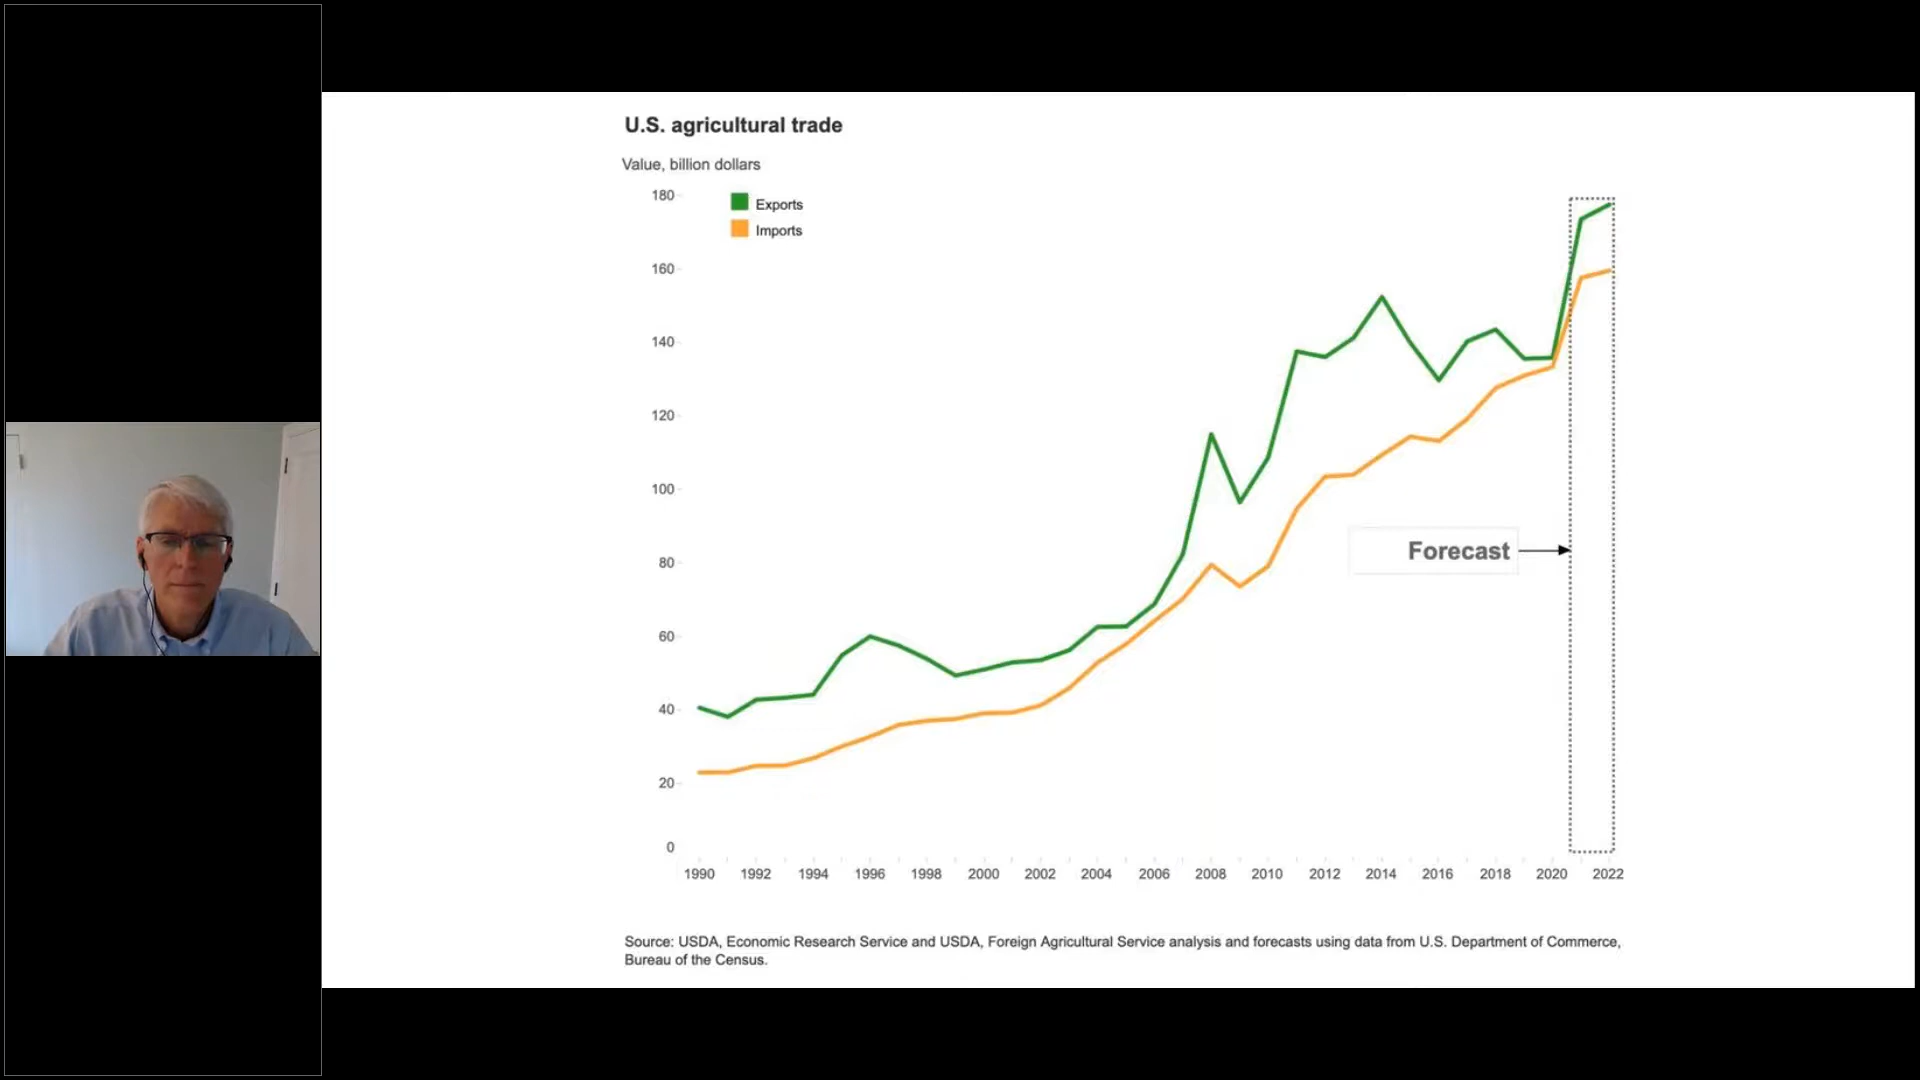 U.S. agricultural trade
Value, billion dollars
180
Exports
Imports
160
140
120
100
80
60
40
20
0
Forecast
1990 1992 1994 1996 1998 2000 2002 2004 2006 2008 2010 2012 2014 2016 2018 2020 2022
Source: USDA, Economic Research Service and USDA, Foreign Agricultural Service analysis and forecasts using data from U.S. Department of Commerce,
Bureau of the Census.